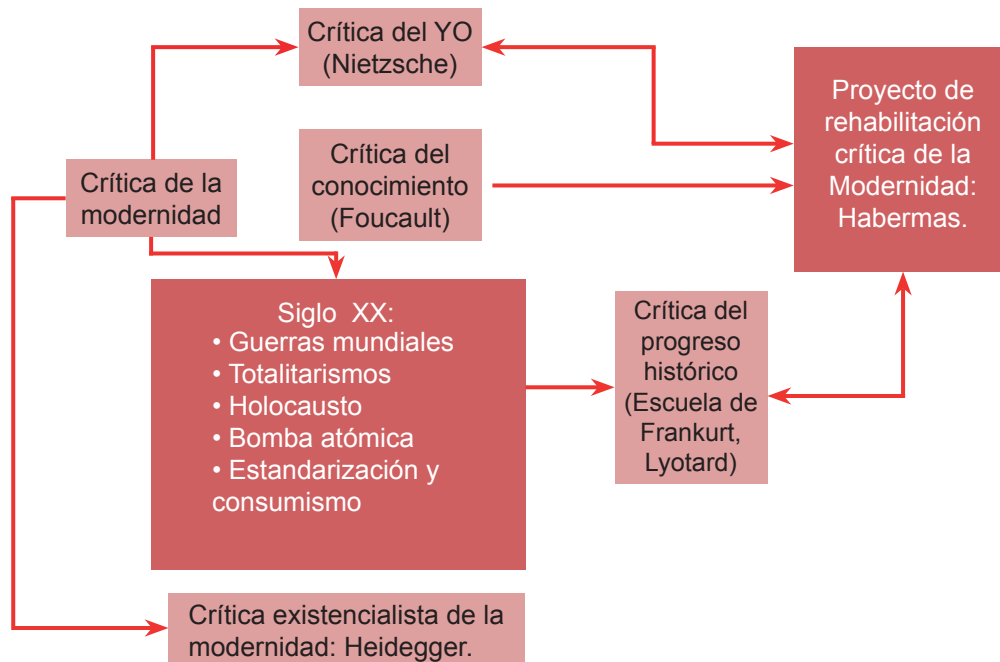 Crítica del YO
(Nietzsche)
Proyecto de
rehabilitación
crítica de la
Modernidad:
Habermas.
Crítica del
conocimiento
(Foucault)
Crítica de la
modernidad
Siglo XX:
• Guerras mundiales
• Totalitarismos
• Holocausto
• Bomba atómica
• Estandarización y
consumismo
Crítica del
progreso
histórico
(Escuela de
Frankurt,
Lyotard)
Crítica existencialista de la
modernidad: Heidegger.